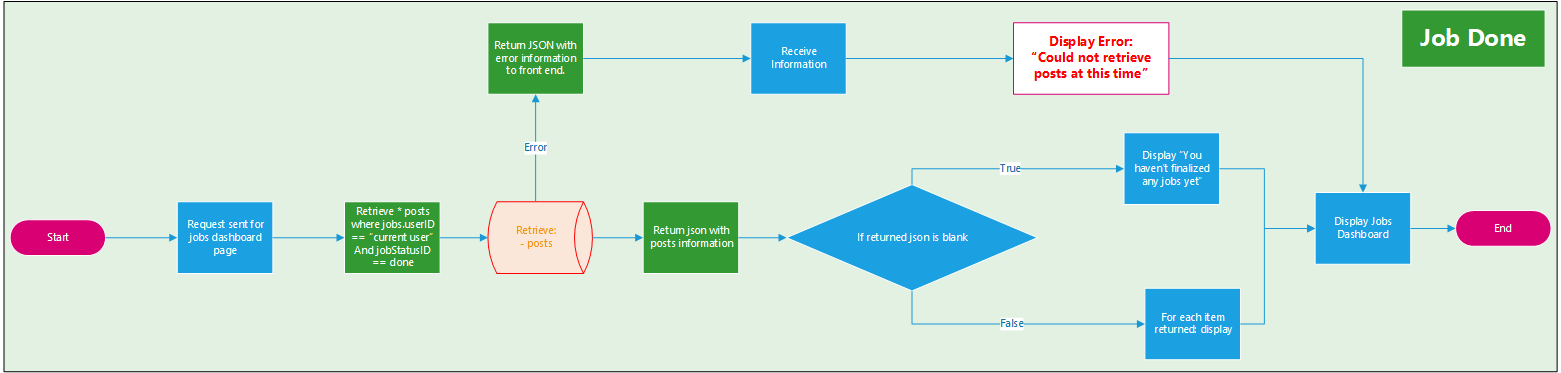 Job Done
Return JSON with
error information
to front end.
Receive
Information
Display Error:
“Could not retrieve
posts at this time”
Error
True
Display “You
haven’t finalized
any jobs yet”
Start
Request sent for
jobs dashboard
page
Retrieve * posts
where jobs.userID
== “current user”
And jobStatusID
== done
Retrieve:
- posts
Return json with
posts information
If returned json is blank
Display Jobs
Dashboard
End
False
For each item
returned: display